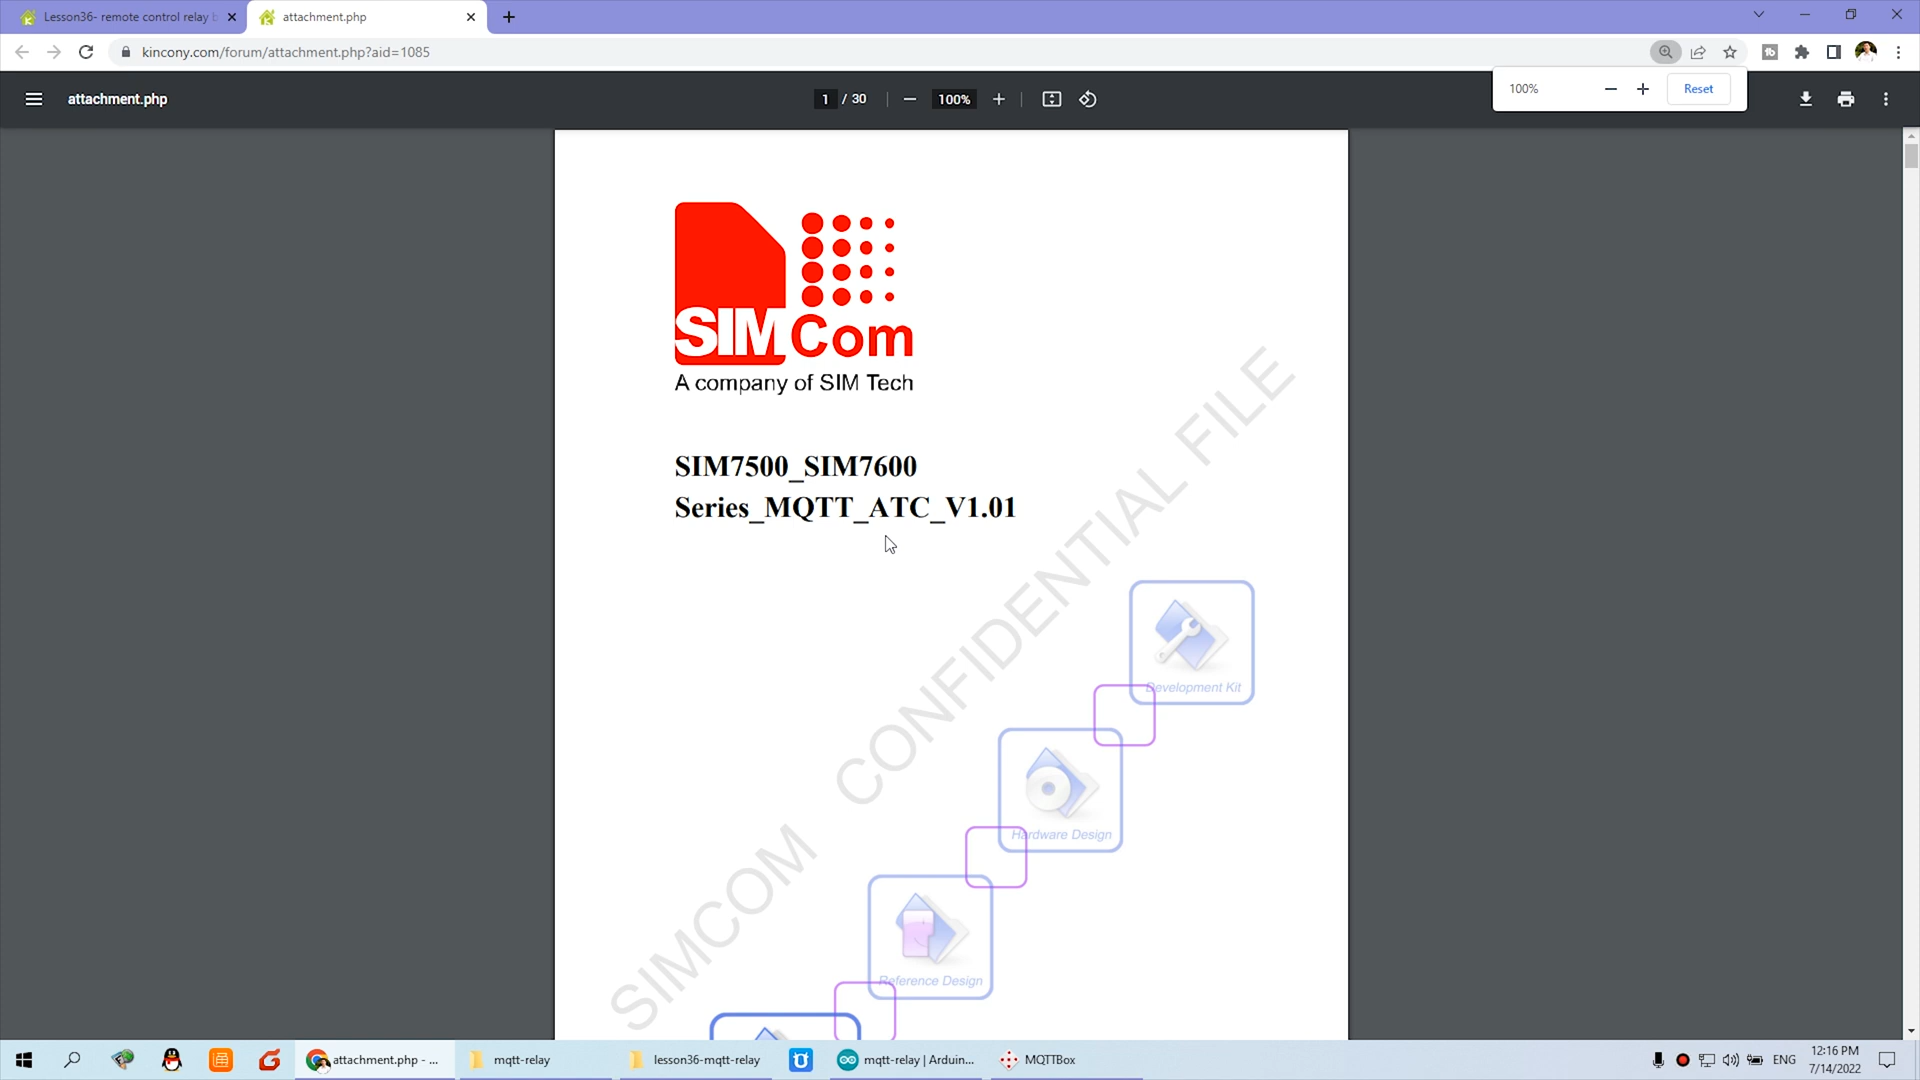 Lesson36- remote control relay b
attachment.php
kincony.com/forum/attachment.php?aid=1085
attachment.php
1 / 30
100%
100%
Reset
SIMCom
A company of SIM Tech
SIM7500_SIM7600
Series_MQTT_ATC_V1.01
SIMCOM CONFIDENTIAL FILE
Development Kit
Hardware Design
Reference Design
attachment.php - ...
mqtt-relay
lesson36-mqtt-relay
mqtt-relay | Arduin...
MQTTBox
ENG
12:16 PM
7/14/2022